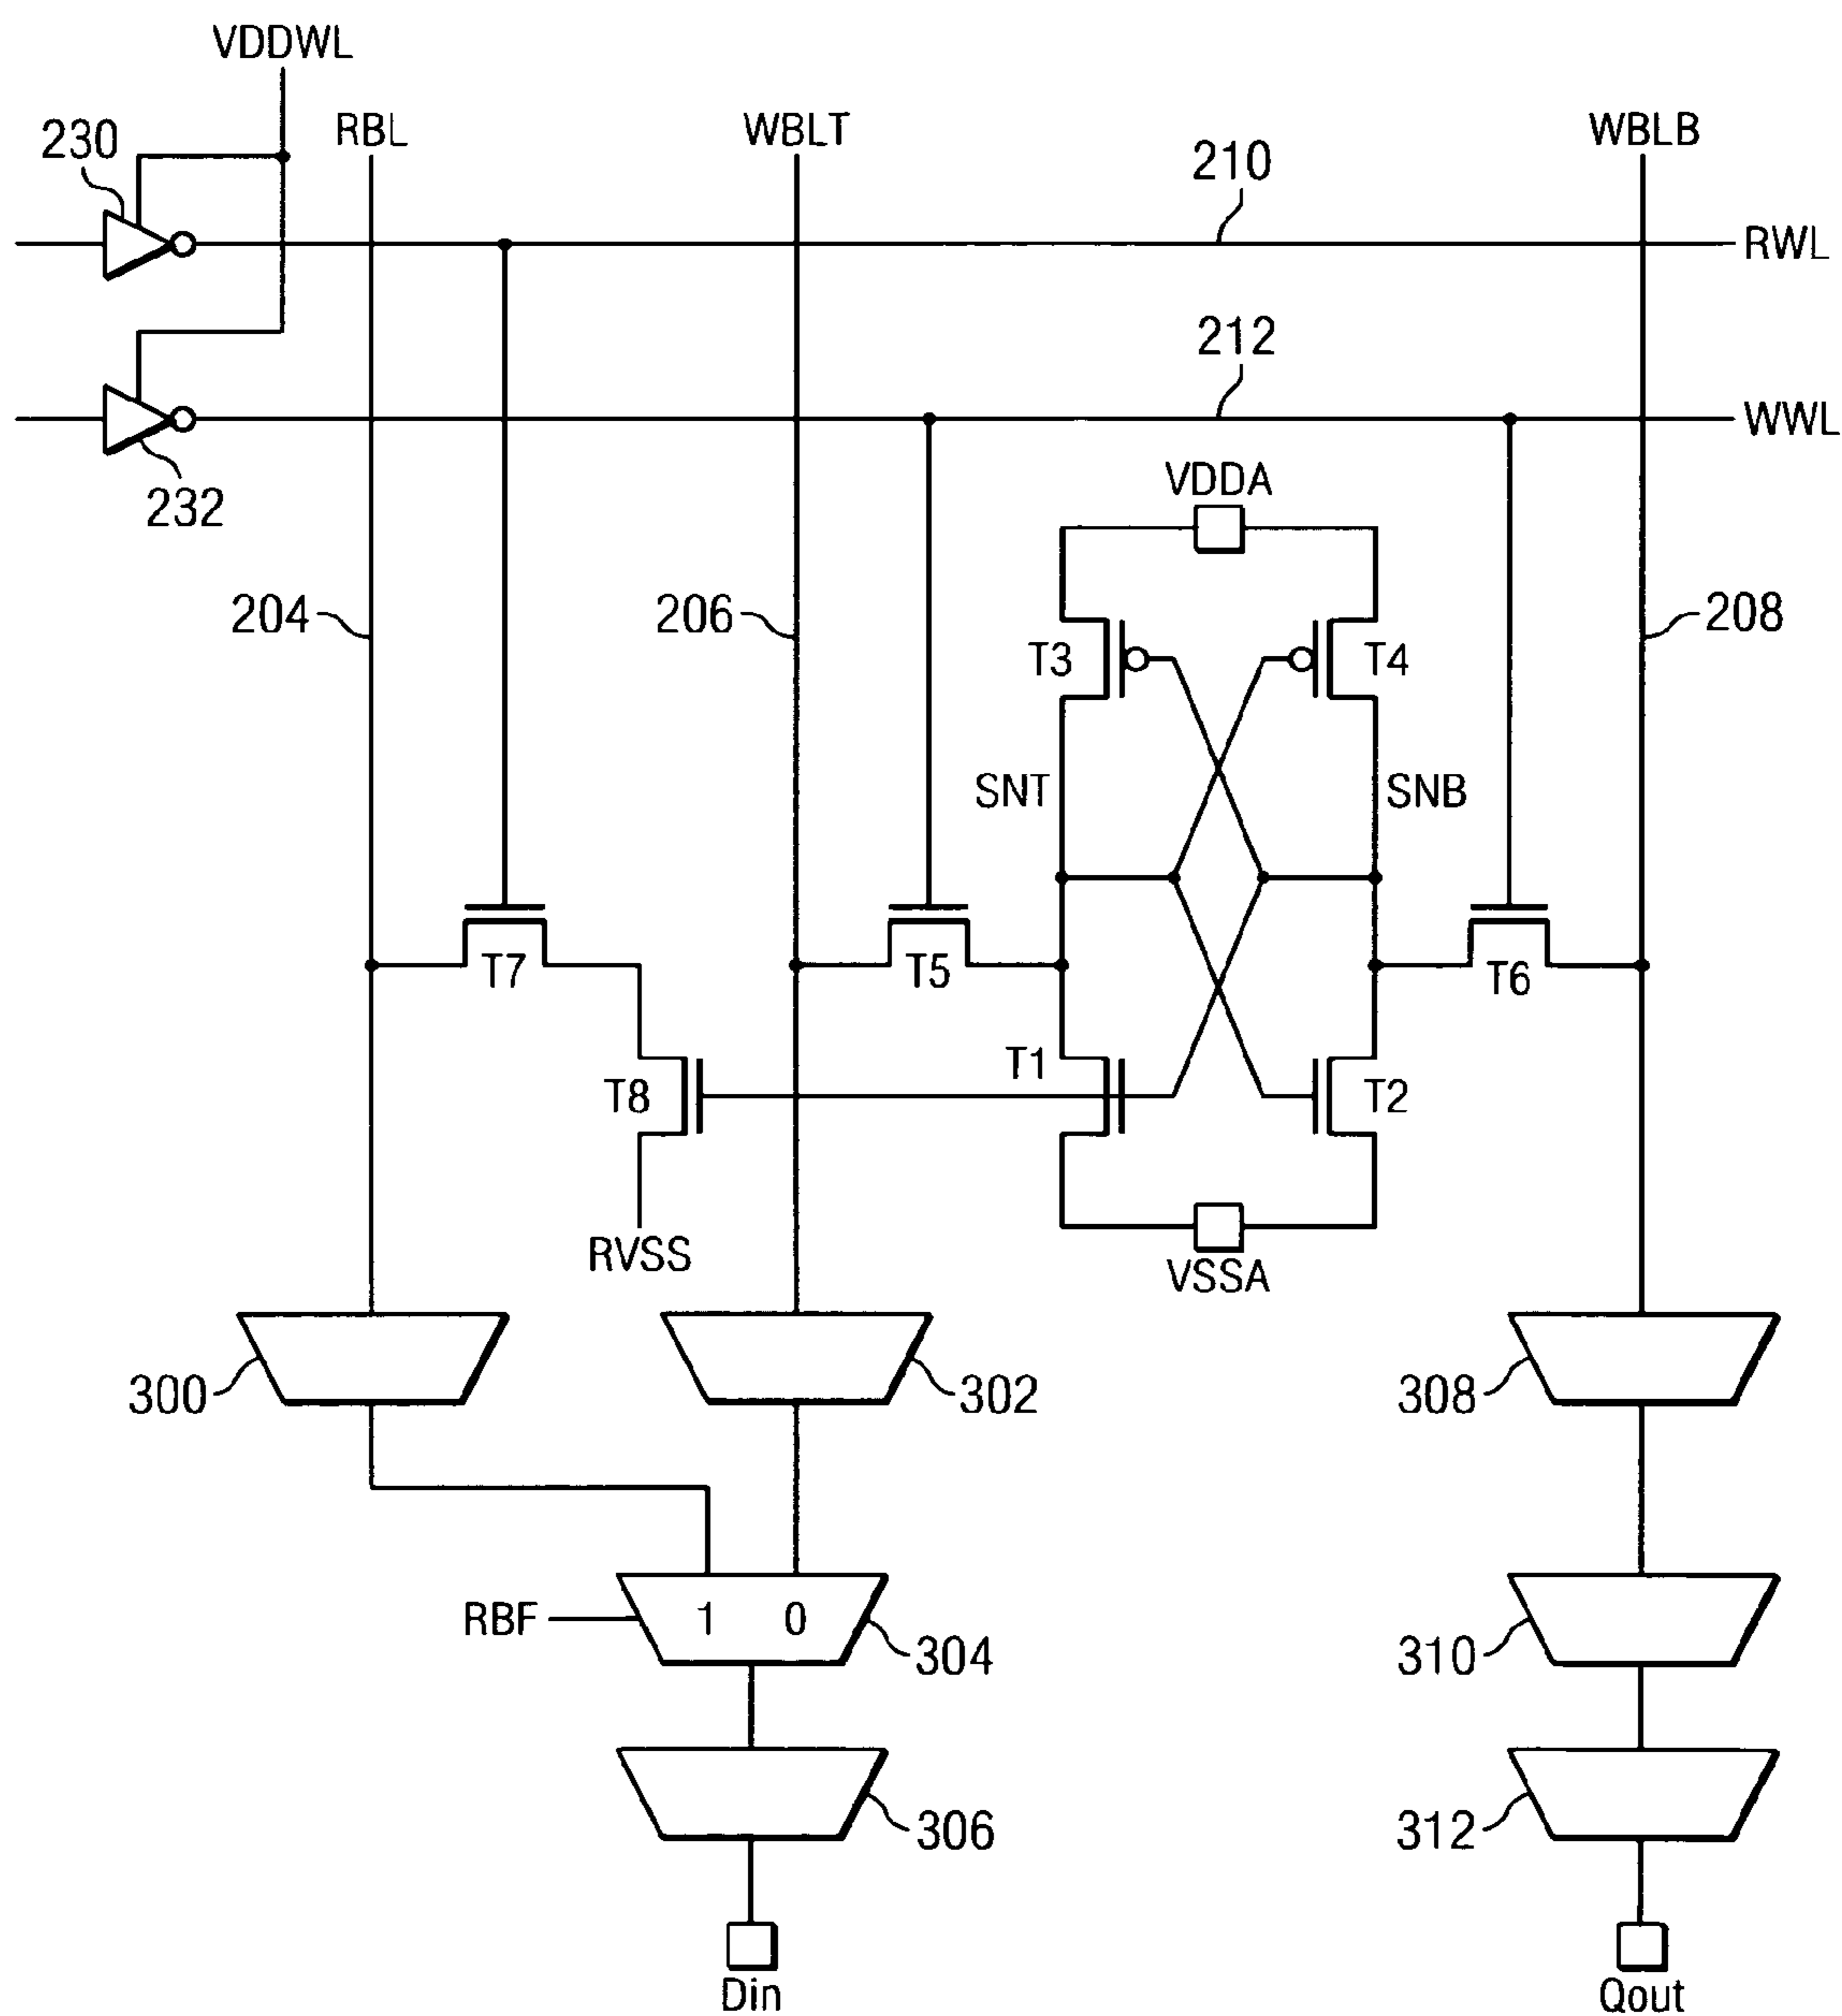 VDDWL
230
RBL
WBLT
WBLB
210
RWL
212
WWL
232
VDDA
204
206
208
T3
T4
SNT
SNB
T7
T5
T6
T1
T8
T2
RVSS
VSSA
300
302
308
RBF
1
0
304
310
306
312
Din
Qout